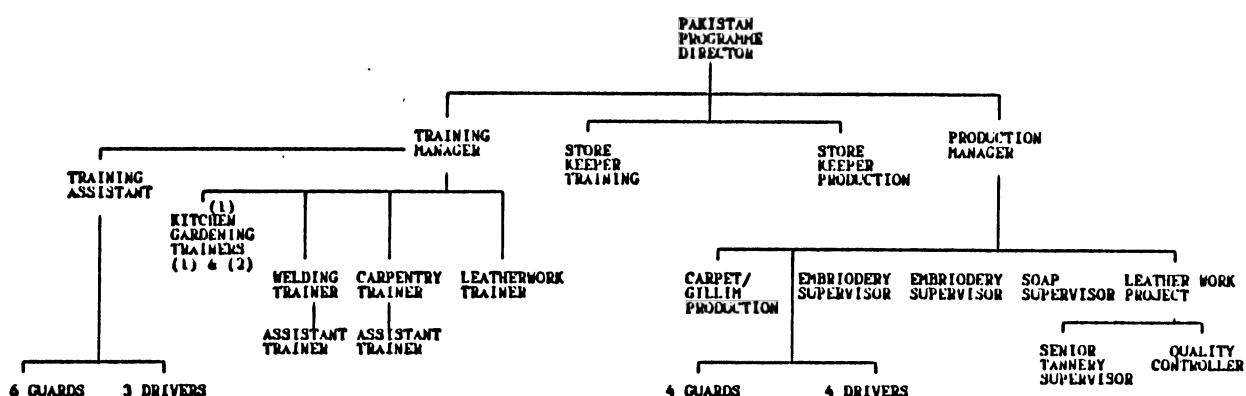 PAKISTAN
PROGRAMME
DIRECTOR
TRAINING
MANAGER
STORE
KEEPER
TRAINING
STORE
KEEPER
PRODUCTION
PRODUCTION
MANAGER
TRAINING
ASSISTANT
(1)
KITCHEN
GARDENING
TRAINERS
(1) & (2)
WELDING
TRAINER
CARPENTRY
TRAINER
LEATHERWORK
TRAINER
ASSISTANT
TRAINER
ASSISTANT
TRAINER
6 GUARDS
3 DRIVERS
CARPET/
GILLIM
PRODUCTION
EMBRIODERY
SUPERVISOR
EMBRIODERY
SUPERVISOR
SOAP
SUPERVISOR
LEATHER WORK
PROJECT
SENIOR
TANNERY
SUPERVISOR
QUALITY
CONTROLLER
4 GUARDS
4 DRIVERS